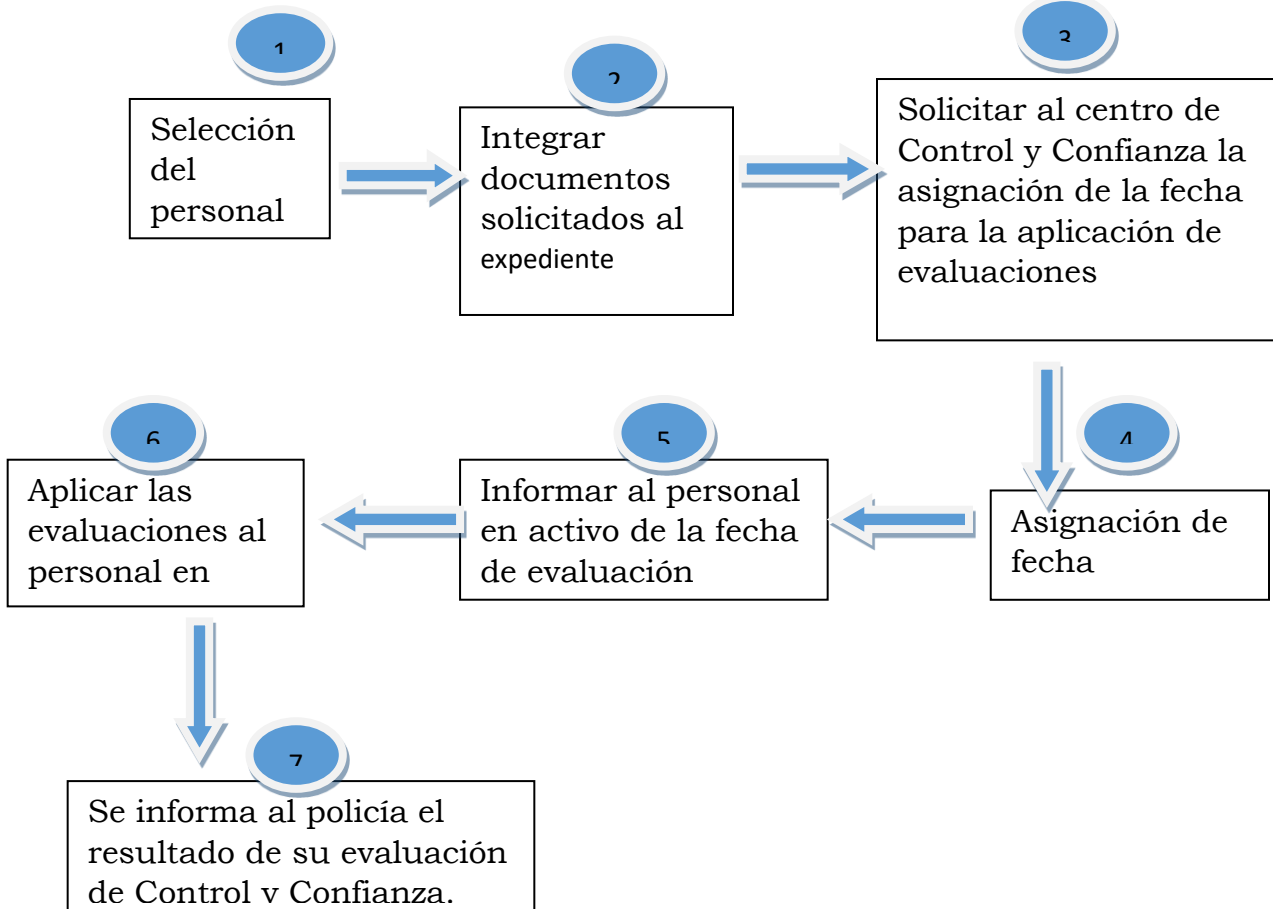 1
Selección
del
personal
2
Integrar
documentos
solicitados al
expediente
3
Solicitar al centro de
Control y Confianza la
asignación de la fecha
para la aplicación de
evaluaciones
4
Asignación de
fecha
5
Informar al personal
en activo de la fecha
de evaluación
6
Aplicar las
evaluaciones al
personal en
7
Se informa al policía el
resultado de su evaluación
de Control y Confianza.